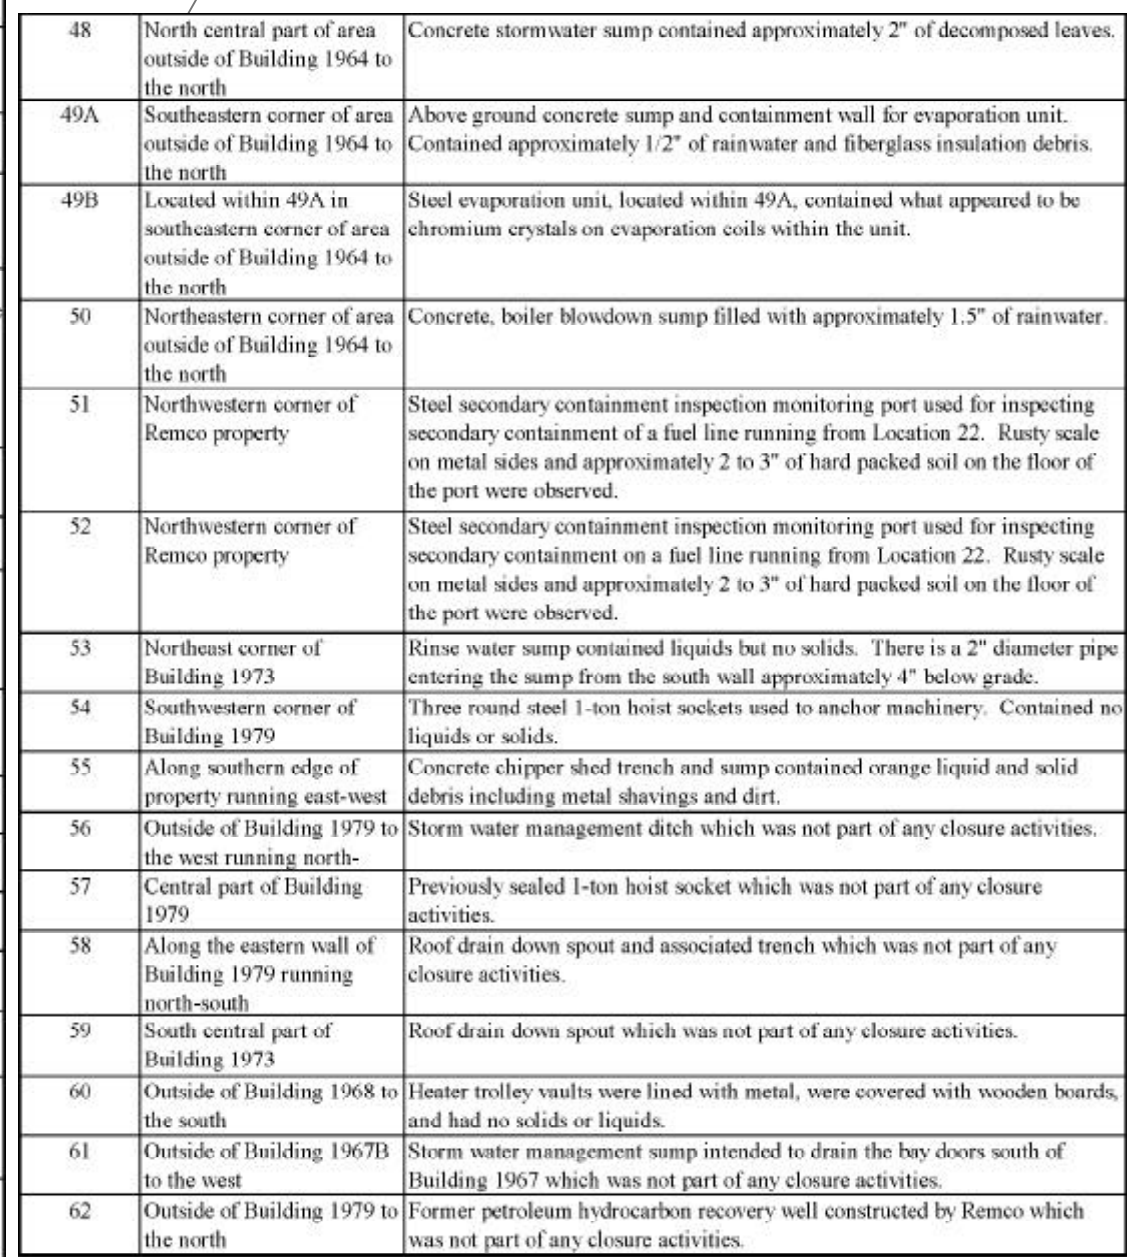 48 North central part of area Concrete stormwater sump contained approximately 2" of decomposed leaves.
outside of Building 1964 to
the north
49A Southeastern corner of area Above ground concrete sump and containment wall for evaporation unit.
outside of Building 1964 to Contained approximately 1/2" of rainwater and fiberglass insulation debris.
the north
49B Located within 49A in Steel evaporation unit, located within 49A, contained what appeared to be
southeastern corner of area chromium crystals on evaporation coils within the unit.
outside of Building 1964 to
the north
50 Northeastern corner of area Concrete, boiler blowdown sump filled with approximately 1.5" of rainwater.
outside of Building 1964 to
the north
51 Northwestern corner of Steel secondary containment inspection monitoring port used for inspecting
Remco property secondary containment of a fuel line running from Location 22. Rusty scale
on metal sides and approximately 2 to 3" of hard packed soil on the floor of
the port were observed.
52 Northwestern corner of Steel secondary containment inspection monitoring port used for inspecting
Remco property secondary containment on a fuel line running from Location 22. Rusty scale
on metal sides and approximately 2 to 3" of hard packed soil on the floor of
the port were observed.
53 Northeast corner of Rinse water sump contained liquids but no solids. There is a 2" diameter pipe
Building 1973 entering the sump from the south wall approximately 4" below grade.
54 Southwestern corner of Three round steel 1-ton hoist sockets used to anchor machinery. Contained no
Building 1979 liquids or solids.
55 Along southern edge of Concrete chipper shed trench and sump contained orange liquid and solid
property running east-west debris including metal shavings and dirt.
56 Outside of Building 1979 to Storm water management ditch which was not part of any closure activities.
the west running north-
57 Central part of Building Previously sealed 1-ton hoist socket which was not part of any closure
1979 activities.
58 Along the eastern wall of Roof drain down spout and associated trench which was not part of any
Building 1979 running closure activities.
north-south
59 South central part of Roof drain down spout which was not part of any closure activities.
Building 1973
60 Outside of Building 1968 to Heater trolley vaults were lined with metal, were covered with wooden boards,
the south and had no solids or liquids.
61 Outside of Building 1967B Storm water management sump intended to drain the bay doors south of
to the west Building 1967 which was not part of any closure activities.
62 Outside of Building 1979 to Former petroleum hydrocarbon recovery well constructed by Remco which
the north was not part of any closure activities.